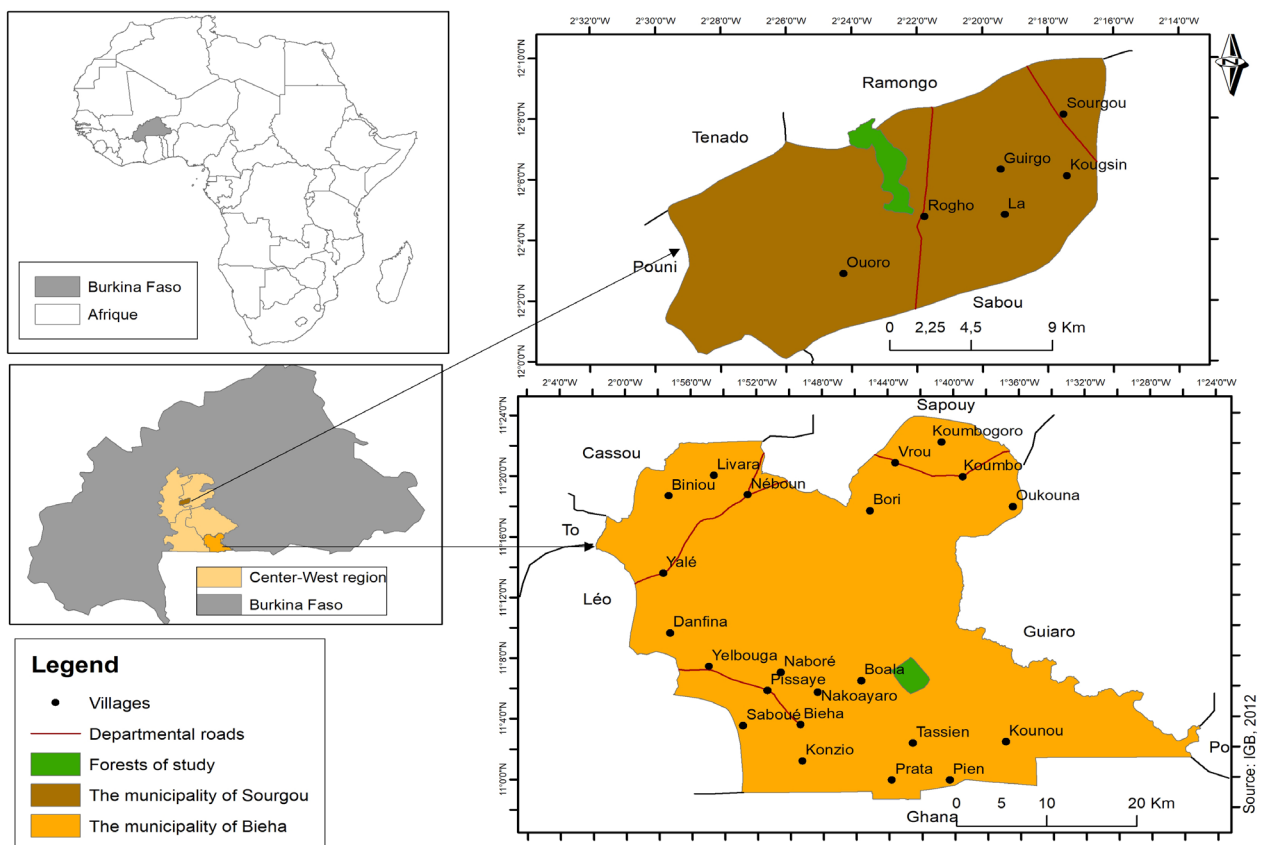 Burkina Faso
Afrique
Center-West region
Burkina Faso
Legend
Villages
Departmental roads
Forests of study
The municipality of Sourgou
The municipality of Bieha
2°32'0"W 2°30'0"W 2°28'0"W 2°26'0"W 2°24'0"W 2°22'0"W 2°20'0"W 2°18'0"W 2°16'0"W 2°14'0"W
12°10'0"N
12°8'0"N
12°6'0"N
12°4'0"N
12°2'0"N
12°0'0"N
Z
Ramongo
Tenado
Sourgou
Guirgo
Kougsin
Rogho
La
Pouni
Ouoro
Sabou
0 2,25 4,5 9 Km
2°4'0"W 2°0'0"W 1°56'0"W 1°52'0"W 1°48'0"W 1°44'0"W 1°40'0"W 1°36'0"W 1°32'0"W 1°28'0"W 1°24'0"W
11°24'0"N
11°20'0"N
11°16'0"N
11°12'0"N
11°8'0"N
11°4'0"N
11°0'0"N
Sapouy
Koumbogoro
Cassou
Vrou
Livara
Koumbo
Biniou
Néboun
Bori
Oukouna
To
Yalé
Léo
Danfina
Guiaro
Yelbouga
Naboré
Boala
Pissaye
Nakoayaro
Saboué
Bieha
Tassien
Kounou
Konzio
Po
Prata
Pien
Ghana
0 5 10 20 Km
Source: IGB, 2012